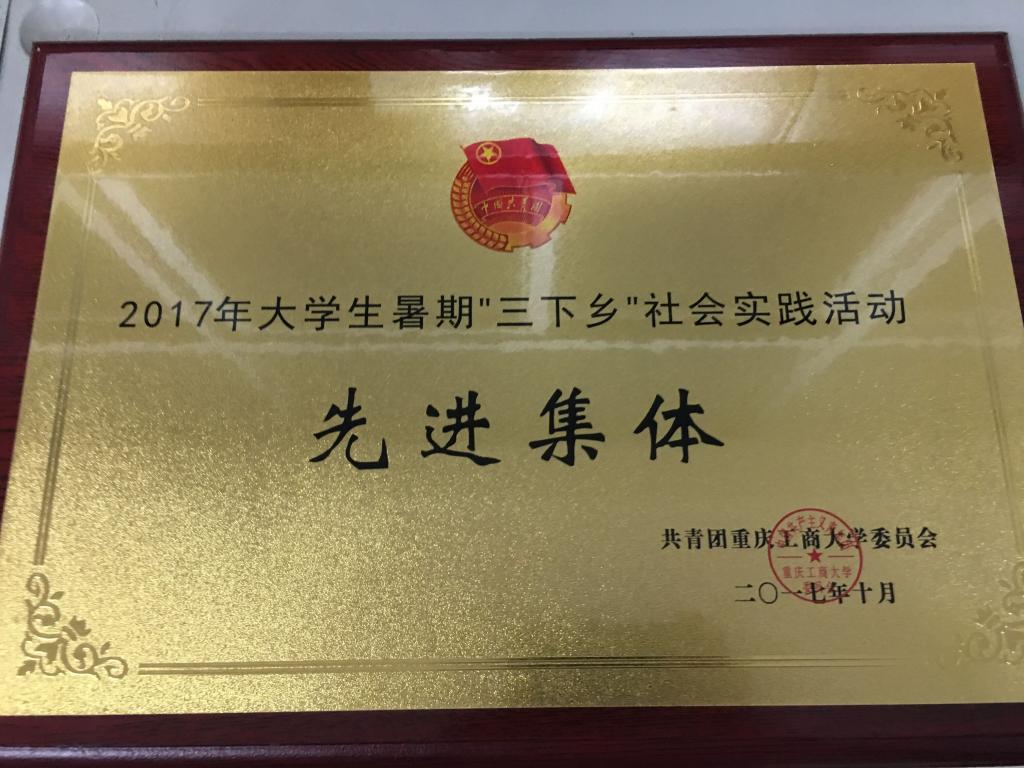 中国共青团
2017年大学生暑期"三下乡"社会实践活动
先进集体
共青团重庆工商大学委员会
二〇一七年十月
重庆工商大学